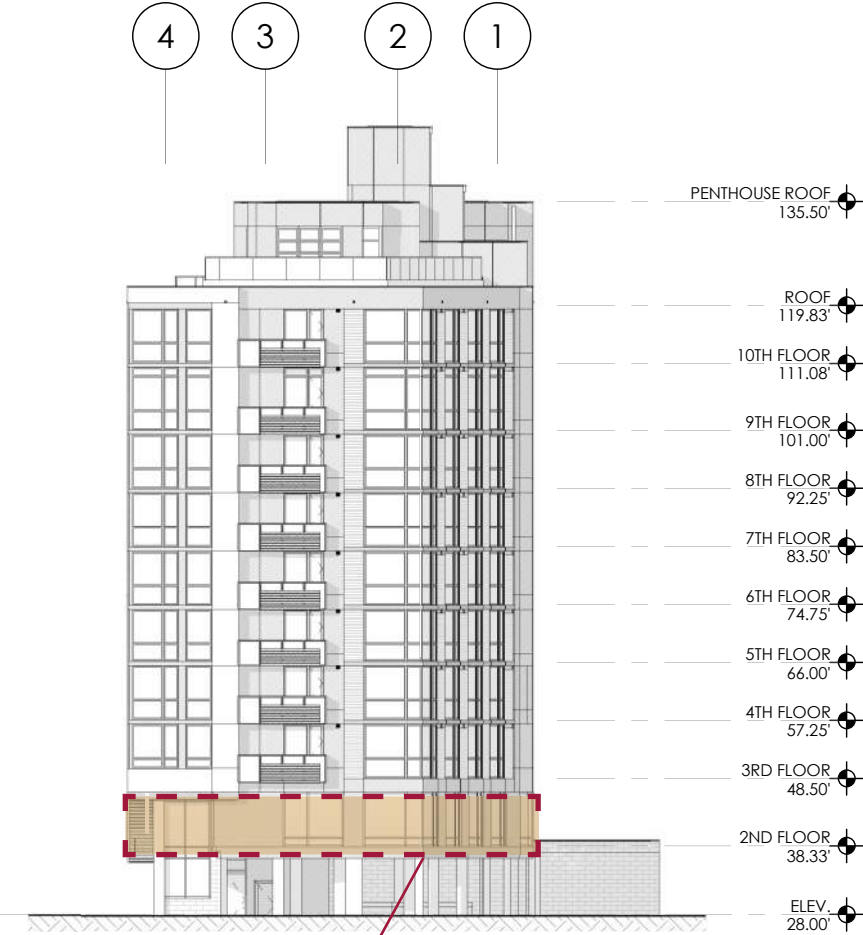 4 3 2 1
PENTHOUSE ROOF
135.50'
ROOF
119.83'
10TH FLOOR
111.08'
9TH FLOOR
101.00'
8TH FLOOR
92.25'
7TH FLOOR
83.50'
6TH FLOOR
74.75'
5TH FLOOR
66.00'
4TH FLOOR
57.25'
3RD FLOOR
48.50'
2ND FLOOR
38.33'
ELEV.
28.00'